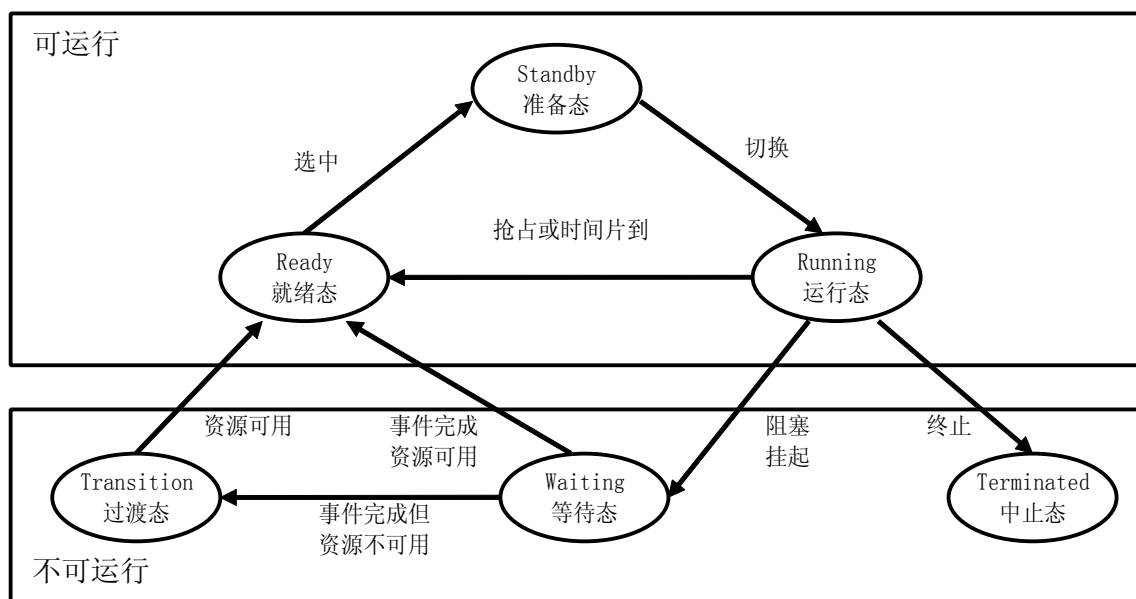 可运行
Standby
准备态
选中
切换
抢占或时间片到
Ready
就绪态
Running
运行态
资源可用
事件完成
资源可用
阻塞
挂起
终止
Transition
过渡态
Waiting
等待态
Terminated
中止态
事件完成但
资源不可用
不可运行